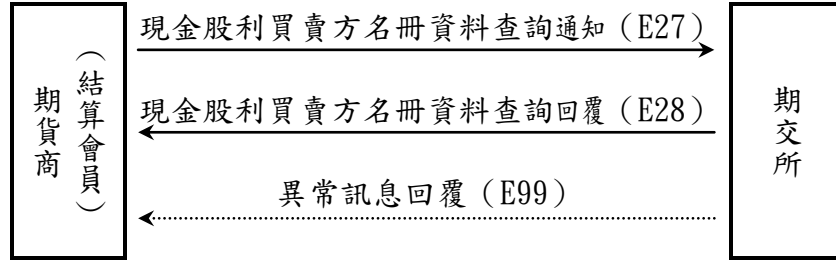 期貨商
（結算會員）
現金股利買賣方名冊資料查詢通知（E27）
現金股利買賣方名冊資料查詢回覆（E28）
異常訊息回覆（E99）
期交所